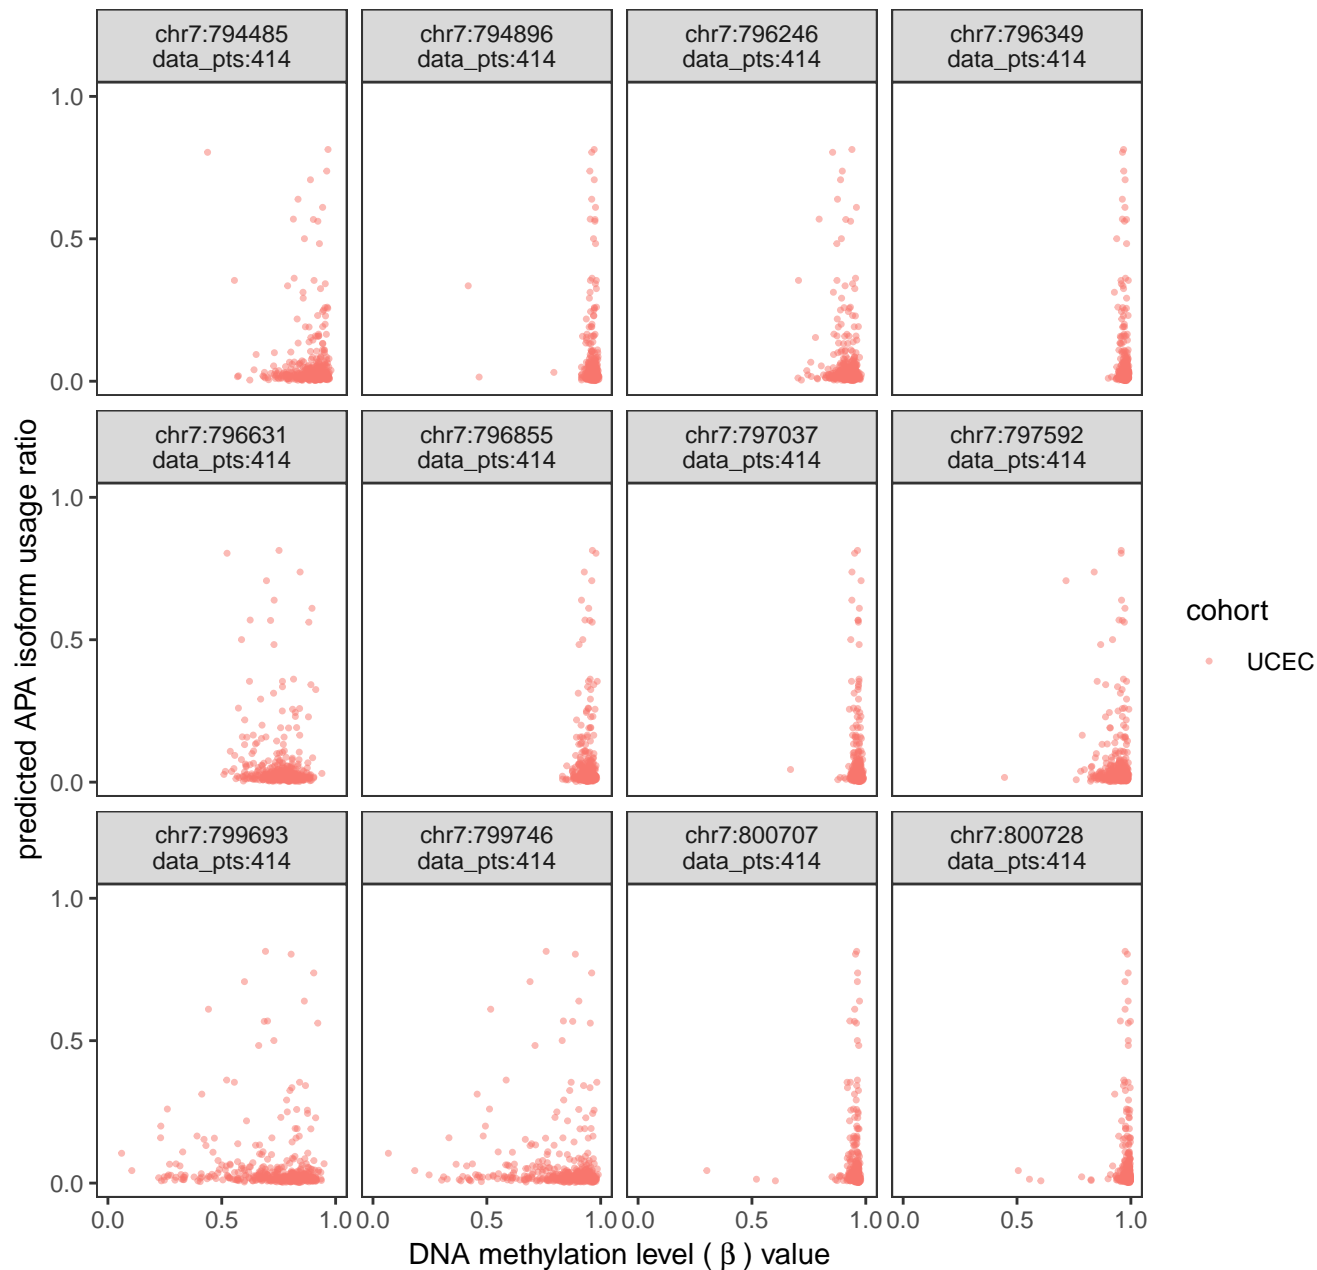 chr7:794485
data_pts:414
chr7:794896
data_pts:414
chr7:796246
data_pts:414
chr7:796349
data_pts:414
1.0
0.5
0.0
chr7:796631
data_pts:414
chr7:796855
data_pts:414
chr7:797037
data_pts:414
chr7:797592
data_pts:414
1.0
0.5
0.0
chr7:799693
data_pts:414
chr7:799746
data_pts:414
chr7:800707
data_pts:414
chr7:800728
data_pts:414
1.0
0.5
0.0
0.0 0.5 1.0 0.0 0.5 1.0 0.0 0.5 1.0 0.0 0.5 1.0
DNA methylation level ( β ) value
predicted APA isoform usage ratio
cohort
UCEC